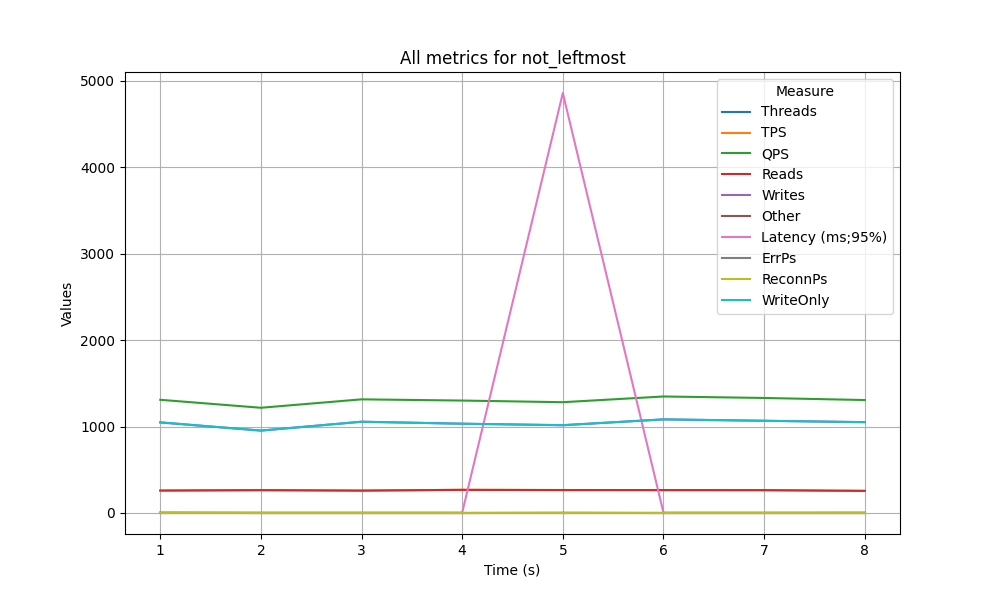 All metrics for not_leftmost
5000
4000
3000
2000
1000
0
Values
1 2 3 4 5 6 7 8
Time (s)
Measure
Threads
TPS
QPS
Reads
Writes
Other
Latency (ms;95%)
ErrPs
ReconnPs
WriteOnly